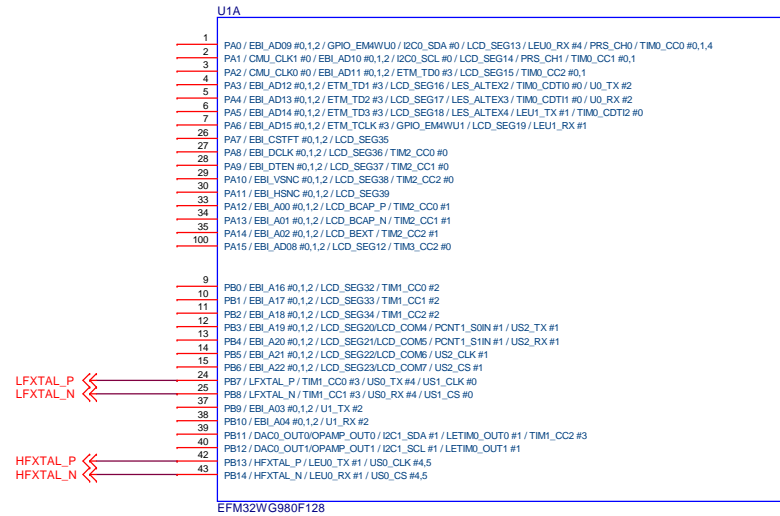 U1A
1 PA0 / EBI_AD09 #0,1,2 / GPIO_EM4WU0 / I2C0_SDA #0 / LCD_SEG13 / LEU0_RX #4 / PRS_CH0 / TIM0_CC0 #0,1,4
2 PA1 / CMU_CLK1 #0 / EBI_AD10 #0,1,2 / I2C0_SCL #0 / LCD_SEG14 / PRS_CH1 / TIM0_CC1 #0,1
3 PA2 / CMU_CLK0 #0 / EBI_AD11 #0,1,2 / ETM_TD0 #3 / LCD_SEG15 / TIM0_CC2 #0,1
4 PA3 / EBI_AD12 #0,1,2 / ETM_TD1 #3 / LCD_SEG16 / LES_ALTEX2 / TIM0_CDTI0 #0 / U0_TX #2
5 PA4 / EBI_AD13 #0,1,2 / ETM_TD2 #3 / LCD_SEG17 / LES_ALTEX3 / TIM0_CDTI1 #0 / U0_RX #2
6 PA5 / EBI_AD14 #0,1,2 / ETM_TD3 #3 / LCD_SEG18 / LES_ALTEX4 / LEU1_TX #1 / TIM0_CDTI2 #0
7 PA6 / EBI_AD15 #0,1,2 / ETM_TCLK #3 / GPIO_EM4WU1 / LCD_SEG19 / LEU1_RX #1
26 PA7 / EBI_CSTFT #0,1,2 / LCD_SEG35
27 PA8 / EBI_DCLK #0,1,2 / LCD_SEG36 / TIM2_CC0 #0
28 PA9 / EBI_DTEN #0,1,2 / LCD_SEG37 / TIM2_CC1 #0
29 PA10 / EBI_VSNC #0,1,2 / LCD_SEG38 / TIM2_CC2 #0
30 PA11 / EBI_HSNC #0,1,2 / LCD_SEG39
33 PA12 / EBI_A00 #0,1,2 / LCD_BCAP_P / TIM2_CC0 #1
34 PA13 / EBI_A01 #0,1,2 / LCD_BCAP_N / TIM2_CC1 #1
35 PA14 / EBI_A02 #0,1,2 / LCD_BEXT / TIM2_CC2 #1
100 PA15 / EBI_AD08 #0,1,2 / LCD_SEG12 / TIM3_CC2 #0
9 PB0 / EBI_A16 #0,1,2 / LCD_SEG32 / TIM1_CC0 #2
10 PB1 / EBI_A17 #0,1,2 / LCD_SEG33 / TIM1_CC1 #2
11 PB2 / EBI_A18 #0,1,2 / LCD_SEG34 / TIM1_CC2 #2
12 PB3 / EBI_A19 #0,1,2 / LCD_SEG20/LCD_COM4 / PCNT1_S0IN #1 / US2_TX #1
13 PB4 / EBI_A20 #0,1,2 / LCD_SEG21/LCD_COM5 / PCNT1_S1IN #1 / US2_RX #1
14 PB5 / EBI_A21 #0,1,2 / LCD_SEG22/LCD_COM6 / US2_CLK #1
15 PB6 / EBI_A22 #0,1,2 / LCD_SEG23/LCD_COM7 / US2_CS #1
LFXTAL_P 24 PB7 / LFXTAL_P / TIM1_CC0 #3 / US0_TX #4 / US1_CLK #0
LFXTAL_N 25 PB8 / LFXTAL_N / TIM1_CC1 #3 / US0_RX #4 / US1_CS #0
37 PB9 / EBI_A03 #0,1,2 / U1_TX #2
38 PB10 / EBI_A04 #0,1,2 / U1_RX #2
39 PB11 / DAC0_OUT0/OPAMP_OUT0 / I2C1_SDA #1 / LETIM0_OUT0 #1 / TIM1_CC2 #3
40 PB12 / DAC0_OUT1/OPAMP_OUT1 / I2C1_SCL #1 / LETIM0_OUT1 #1
HFXTAL_P 42 PB13 / HFXTAL_P / LEU0_TX #1 / US0_CLK #4,5
HFXTAL_N 43 PB14 / HFXTAL_N / LEU0_RX #1 / US0_CS #4,5
EFM32WG980F128